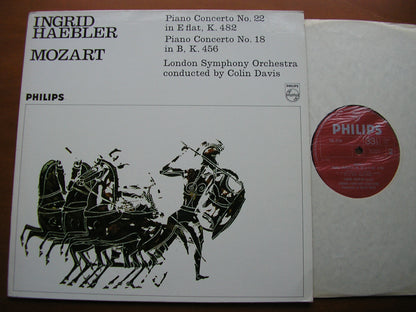 INGRID
HAEBLER
MOZART
Piano Concerto No. 22
in E flat, K. 482
Piano Concerto No. 18
in B, K. 456
London Symphony Orchestra
conducted by Colin Davis
PHILIPS
PHILIPS
PHILIPS
33